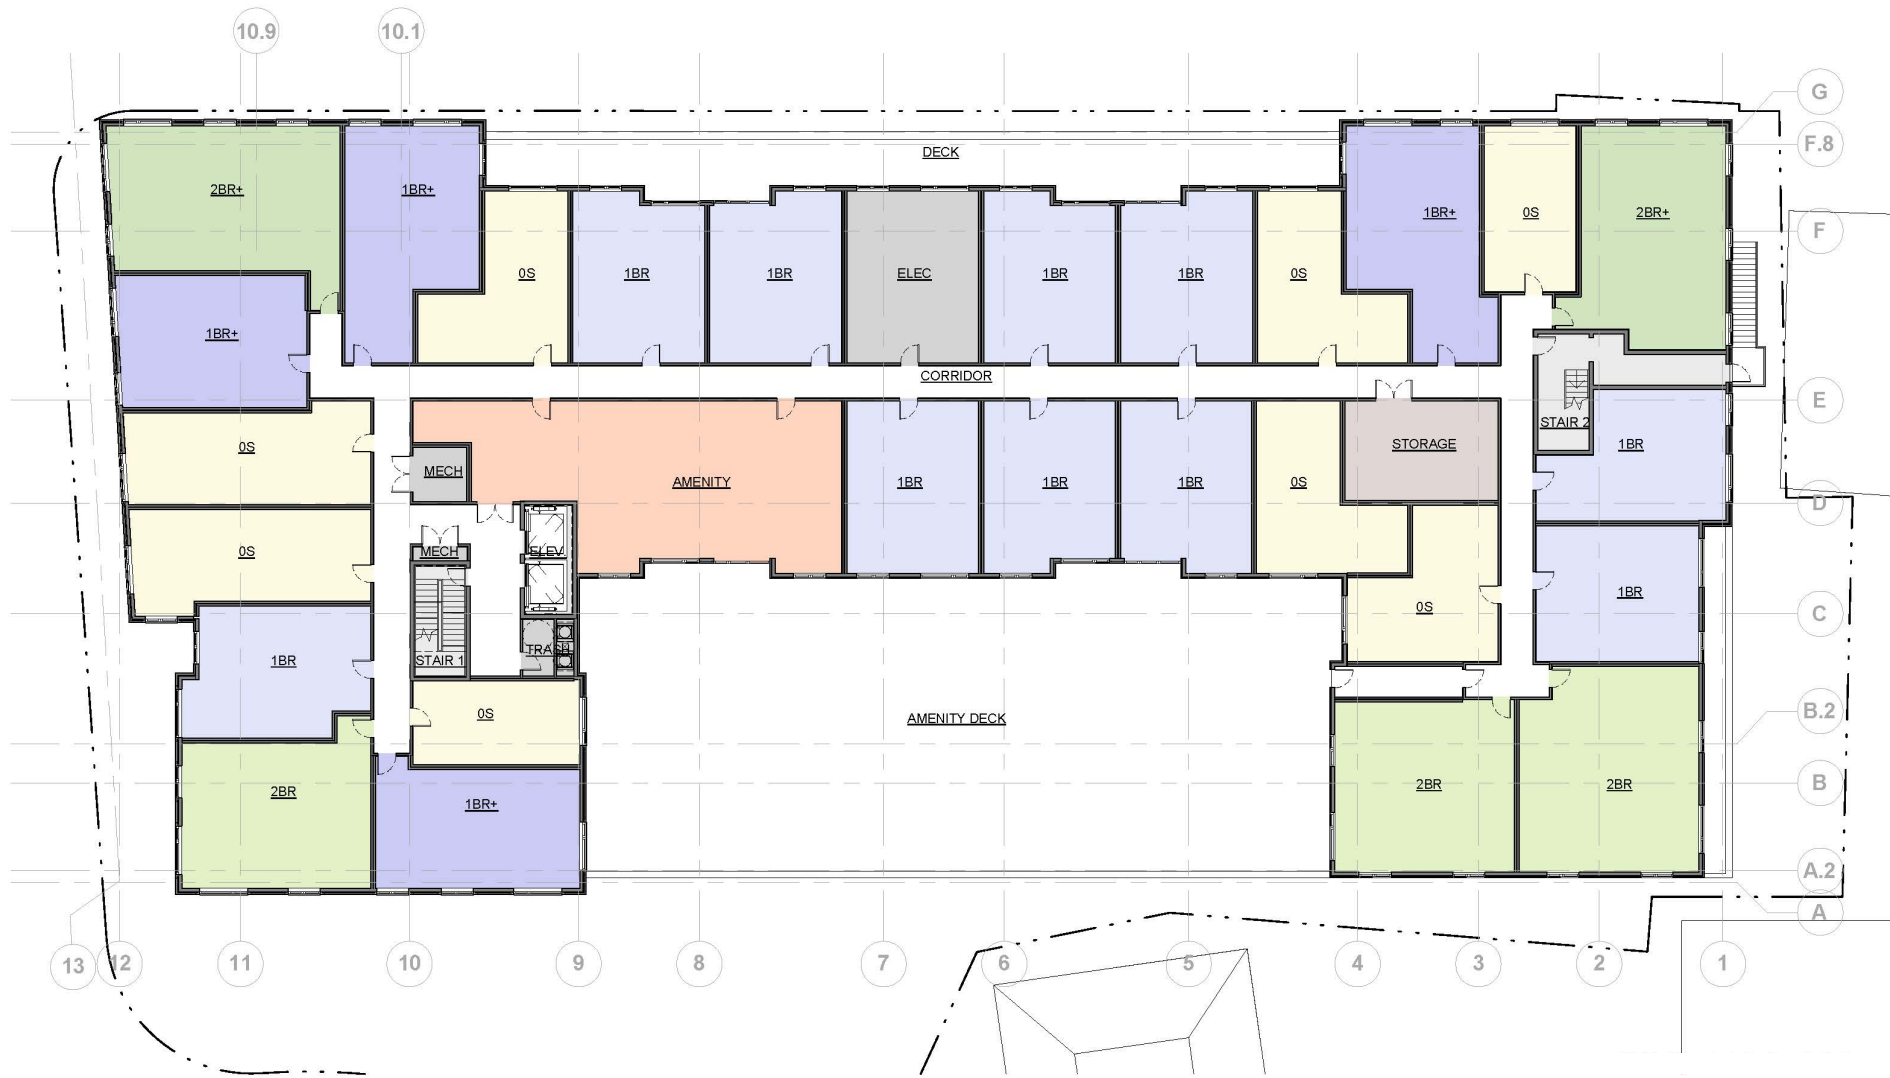 10.9
10.1
G
F.8
DECK
2BR+
1BR+
1BR+
0S
2BR+
F
0S
1BR
1BR
ELEC
1BR
1BR
0S
1BR+
CORRIDOR
E
STAIR 2
0S
MECH
AMENITY
1BR
1BR
1BR
0S
STORAGE
1BR
D
0S
MECH
ELEV
1BR
0S
C
1BR
STAIR 1
TRASH
0S
AMENITY DECK
B.2
2BR
1BR+
2BR
2BR
B
A.2
A
13
12
11
10
9
8
7
6
5
4
3
2
1